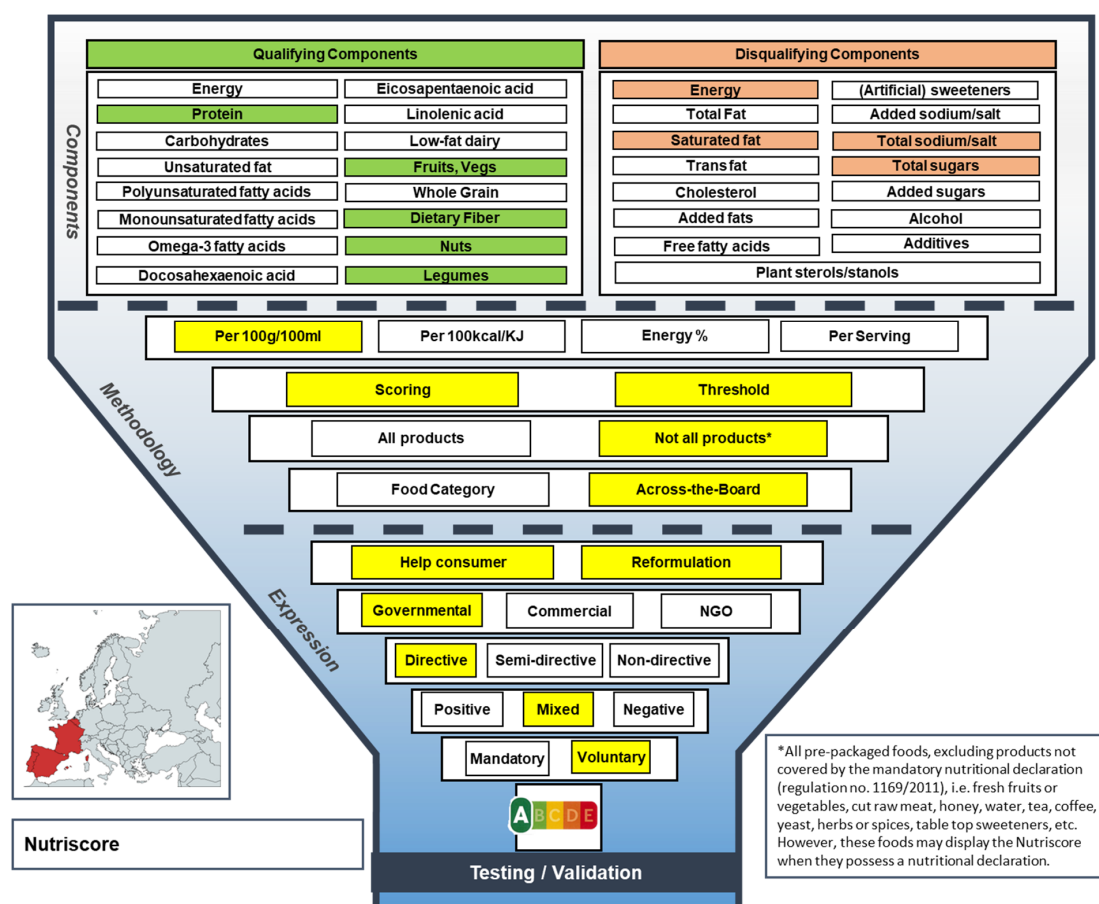 Qualifying Components
Disqualifying Components
Components
Energy
Eicosapentaenoic acid
Protein
Linolenic acid
Carbohydrates
Low-fat dairy
Unsaturated fat
Fruits, Vegs
Polyunsaturated fatty acids
Whole Grain
Monounsaturated fatty acids
Dietary Fiber
Omega-3 fatty acids
Nuts
Docosahexaenoic acid
Legumes
Energy
(Artificial) sweeteners
Total Fat
Added sodium/salt
Saturated fat
Total sodium/salt
Trans fat
Total sugars
Cholesterol
Added sugars
Added fats
Alcohol
Free fatty acids
Additives
Plant sterols/stanols
Methodology
Per 100g/100ml
Per 100kcal/KJ
Energy %
Per Serving
Scoring
Threshold
All products
Not all products*
Food Category
Across-the-Board
Expression
Help consumer
Reformulation
Governmental
Commercial
NGO
Directive
Semi-directive
Non-directive
Positive
Mixed
Negative
Mandatory
Voluntary
A B C D E
Testing / Validation
Nutriscore
*All pre-packaged foods, excluding products not
covered by the mandatory nutritional declaration
(regulation no. 1169/2011), i.e. fresh fruits or
vegetables, cut raw meat, honey, water, tea, coffee,
yeast, herbs or spices, table top sweeteners, etc.
However, these foods may display the Nutriscore
when they possess a nutritional declaration.